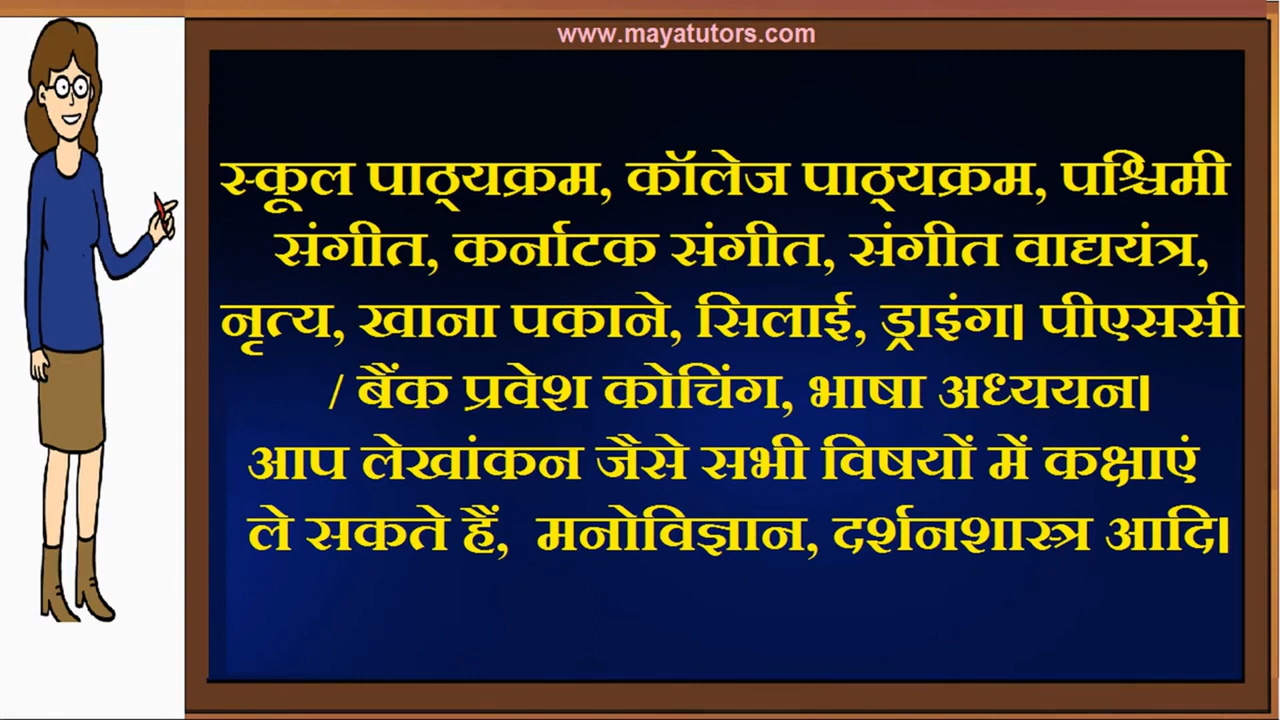 www.mayatutors.com
स्कूल पाठ्यक्रम, कॉलेज पाठ्यक्रम, पश्चिमी
संगीत, कर्नाटक संगीत, संगीत वाद्ययंत्र,
नृत्य, खाना पकाने, सिलाई, ड्राइंग। पीएससी
/ बैंक प्रवेश कोचिंग, भाषा अध्ययन।
आप लेखांकन जैसे सभी विषयों में कक्षाएं
ले सकते हैं, मनोविज्ञान, दर्शनशास्त्र आदि।